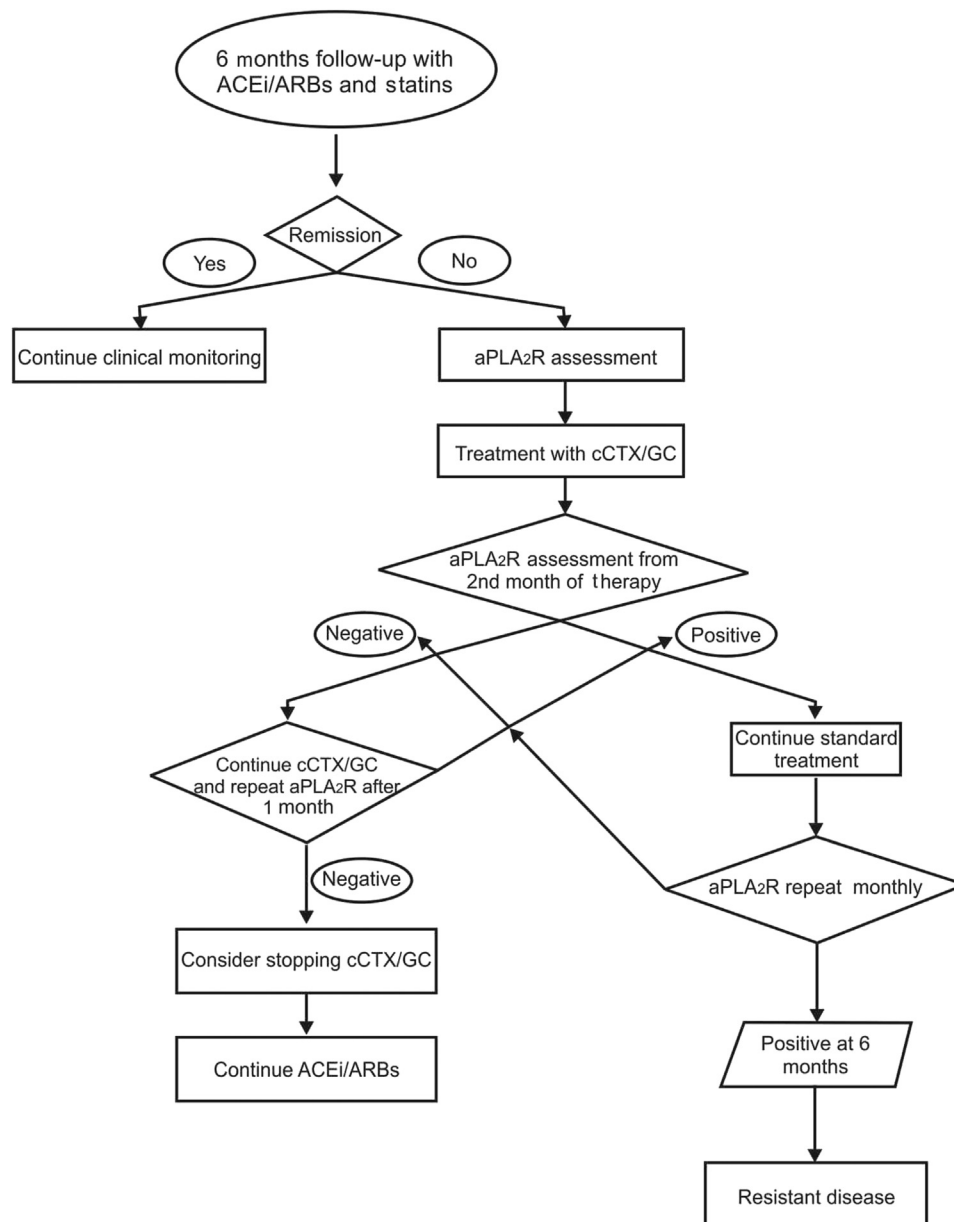 6 months follow-up with
ACEi/ARBs and statins
Remission
Yes
No
Continue clinical monitoring
aPLA2R assessment
Treatment with cCTX/GC
aPLA2R assessment from
2nd month of therapy
Negative
Positive
Continue cCTX/GC
and repeat aPLA2R after
1 month
Continue standard
treatment
Negative
aPLA2R repeat monthly
Consider stopping cCTX/GC
Continue ACEi/ARBs
Positive at 6
months
Resistant disease